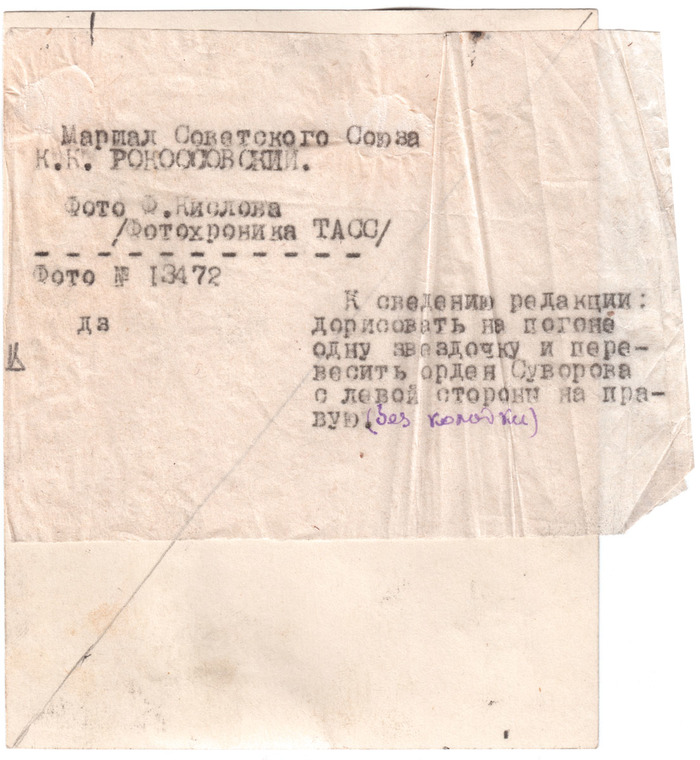 Маршал Советского Союза
К.К. РОКОССОВСКИЙ.
Фото Ф.Кислова
/Фотохроника ТАСС/
- - - - - - - - - - - - -
Фото № 13472
дз
К сведению редакции:
дорисовать на погоне
одну звездочку и пере-
весить орден Суворова
с левой стороны на пра-
вую.(без колодки)